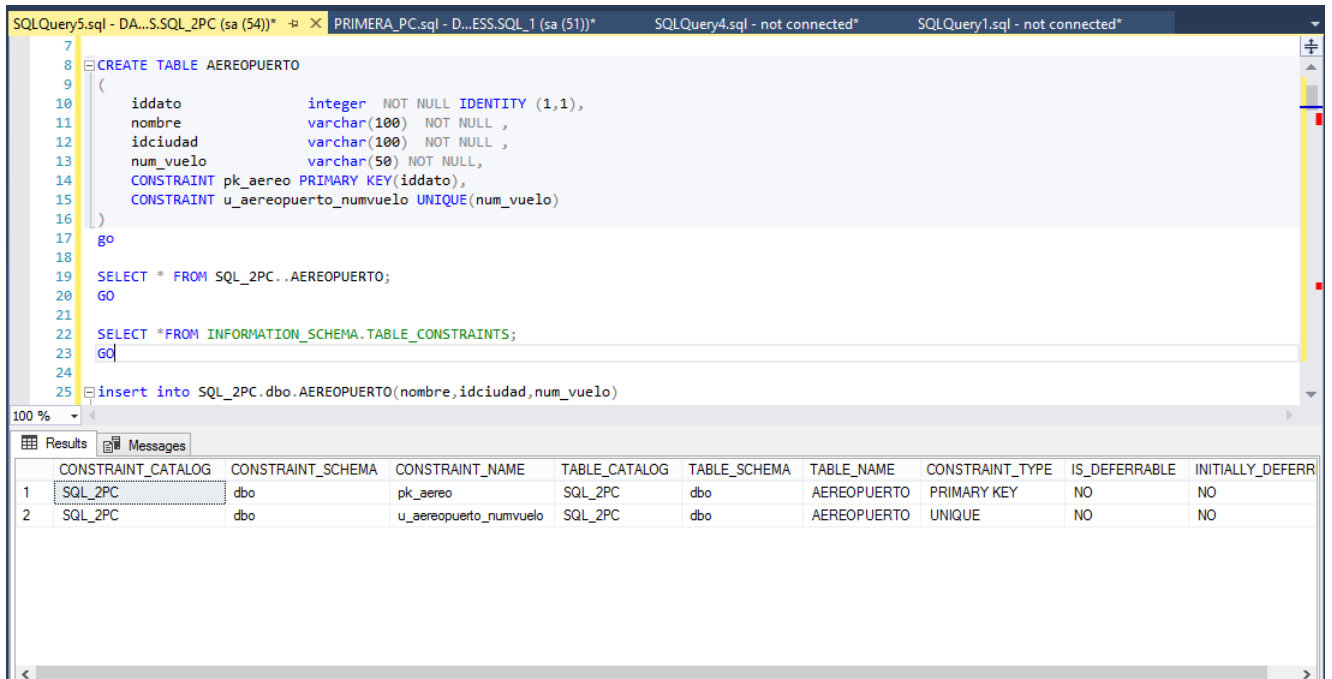 SQLQuery5.sql - DA...S.SQL_2PC (sa (54))* PRIMERA_PC.sql - D...ESS.SQL_1 (sa (51))* SQLQuery4.sql - not connected* SQLQuery1.sql - not connected*
7
8 CREATE TABLE AEREOPUERTO
9 (
10 iddato integer NOT NULL IDENTITY (1,1),
11 nombre varchar(100) NOT NULL ,
12 idciudad varchar(100) NOT NULL ,
13 num_vuelo varchar(50) NOT NULL,
14 CONSTRAINT pk_aereo PRIMARY KEY(iddato),
15 CONSTRAINT u_aereopuerto_numvuelo UNIQUE(num_vuelo)
16 )
17 go
18
19 SELECT * FROM SQL_2PC..AEREOPUERTO;
20 GO
21
22 SELECT *FROM INFORMATION_SCHEMA.TABLE_CONSTRAINTS;
23 GO
24
25 insert into SQL_2PC.dbo.AEREOPUERTO(nombre,idciudad,num_vuelo)
100 %
Results Messages
CONSTRAINT_CATALOG CONSTRAINT_SCHEMA CONSTRAINT_NAME TABLE_CATALOG TABLE_SCHEMA TABLE_NAME CONSTRAINT_TYPE IS_DEFERRABLE INITIALLY_DEFERR
1 SQL_2PC dbo pk_aereo SQL_2PC dbo AEREOPUERTO PRIMARY KEY NO NO
2 SQL_2PC dbo u_aereopuerto_numvuelo SQL_2PC dbo AEREOPUERTO UNIQUE NO NO